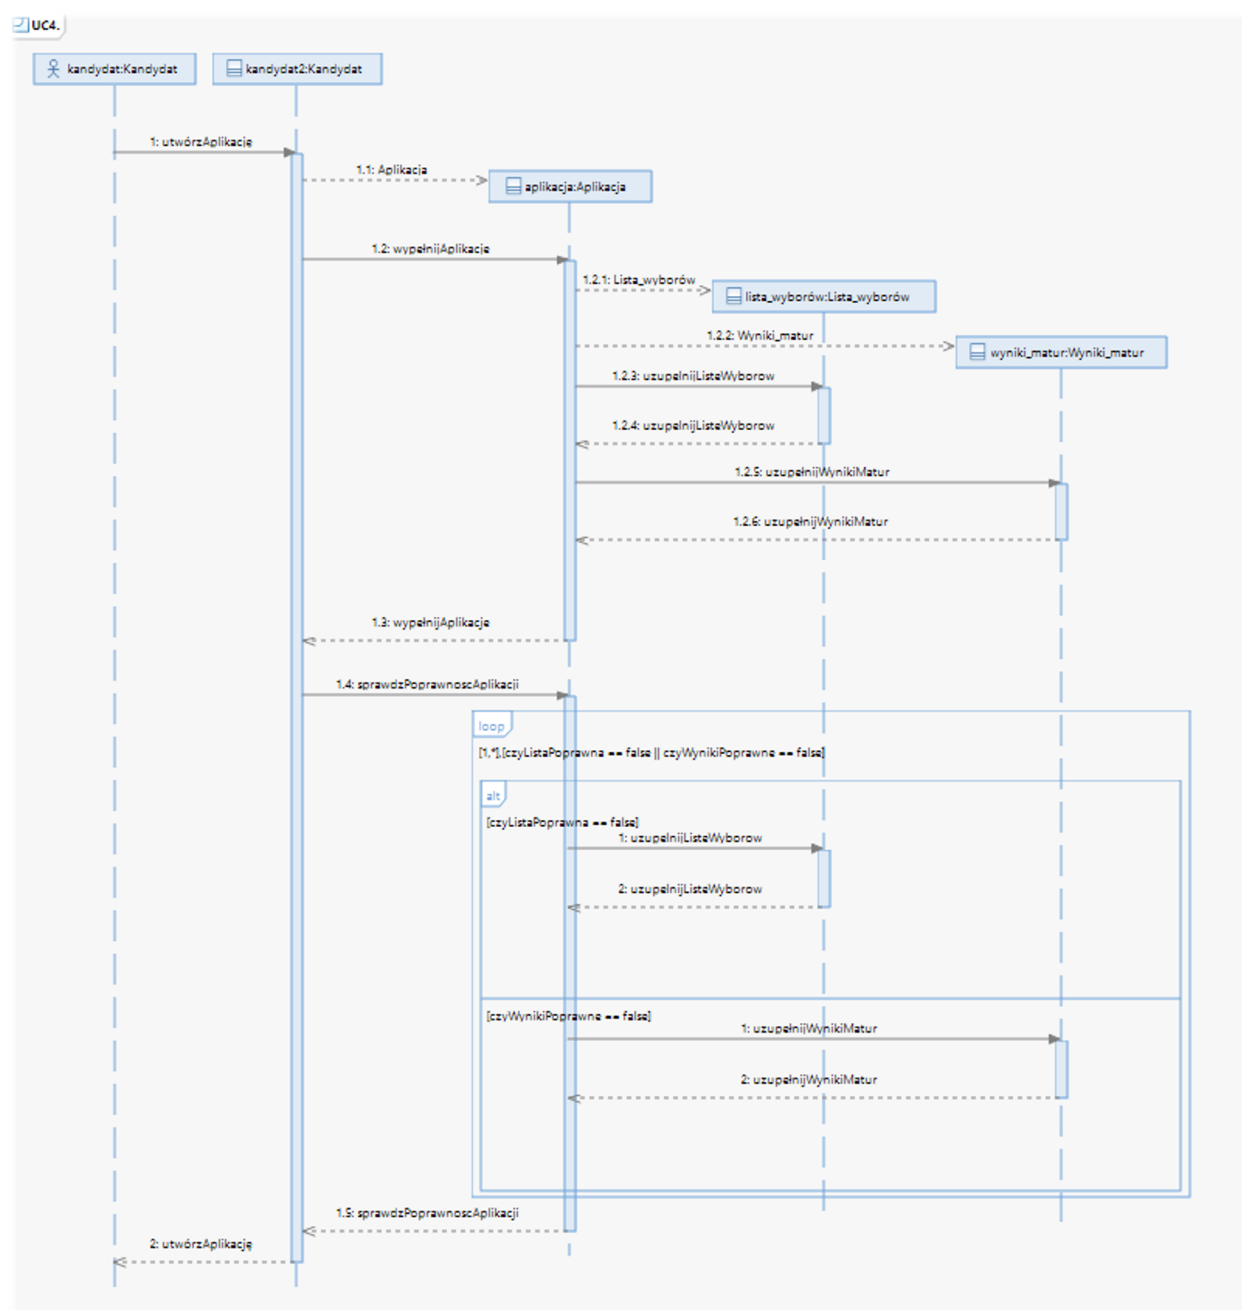 UC4.
kandydat:Kandydat
kandydat2:Kandydat
1: utwórzAplikację
1.1: Aplikacja
aplikacja:Aplikacja
1.2: wypełnijAplikacje
1.2.1: Lista_wyborów
lista_wyborów:Lista_wyborów
1.2.2: Wyniki_matur
wyniki_matur:Wyniki_matur
1.2.3: uzupelnijListeWyborow
1.2.4: uzupelnijListeWyborow
1.2.5: uzupełnijWynikiMatur
1.2.6: uzupełnijWynikiMatur
1.3: wypełnijAplikacje
1.4: sprawdzPoprawnoscAplikacji
loop
[1,*],[czyListaPoprawna == false || czyWynikiPoprawne == false]
alt
[czyListaPoprawna == false]
1: uzupelnijListeWyborow
2: uzupelnijListeWyborow
[czyWynikiPoprawne == false]
1: uzupełnijWynikiMatur
2: uzupełnijWynikiMatur
1.5: sprawdzPoprawnoscAplikacji
2: utwórzAplikację